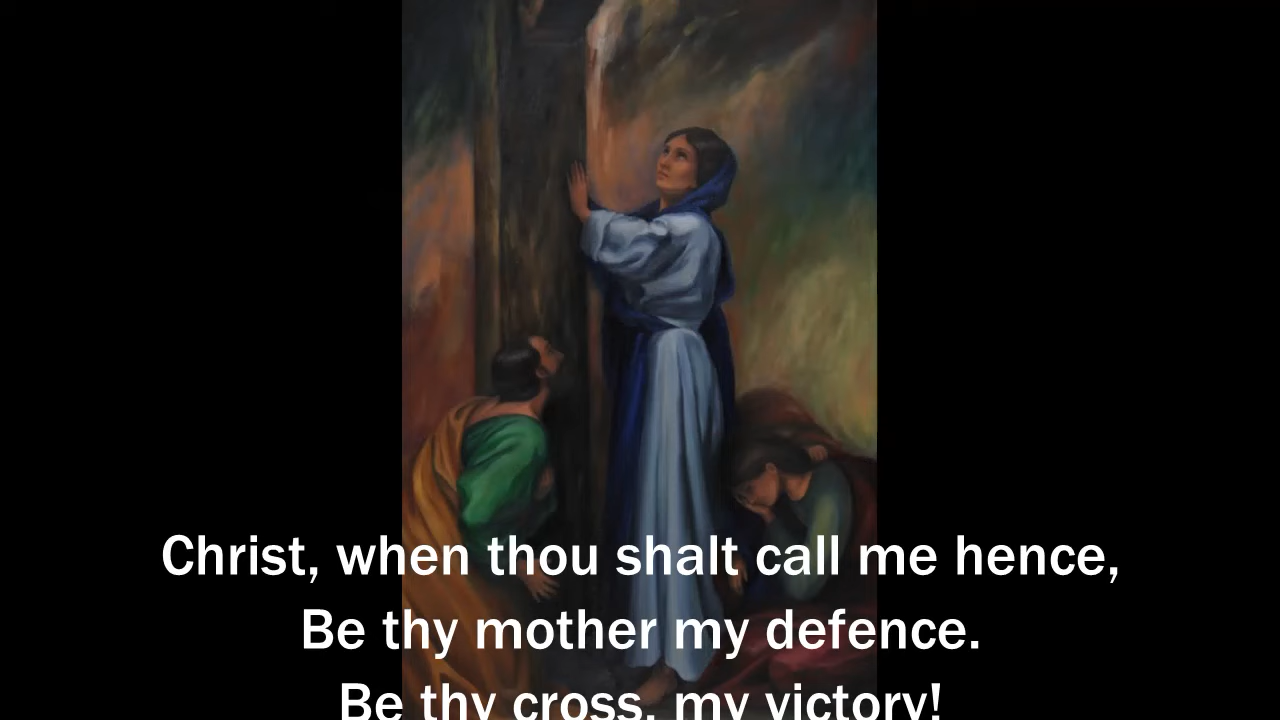 Christ, when thou shalt call me hence,
Be thy mother my defence.
Be thy cross, my victory!